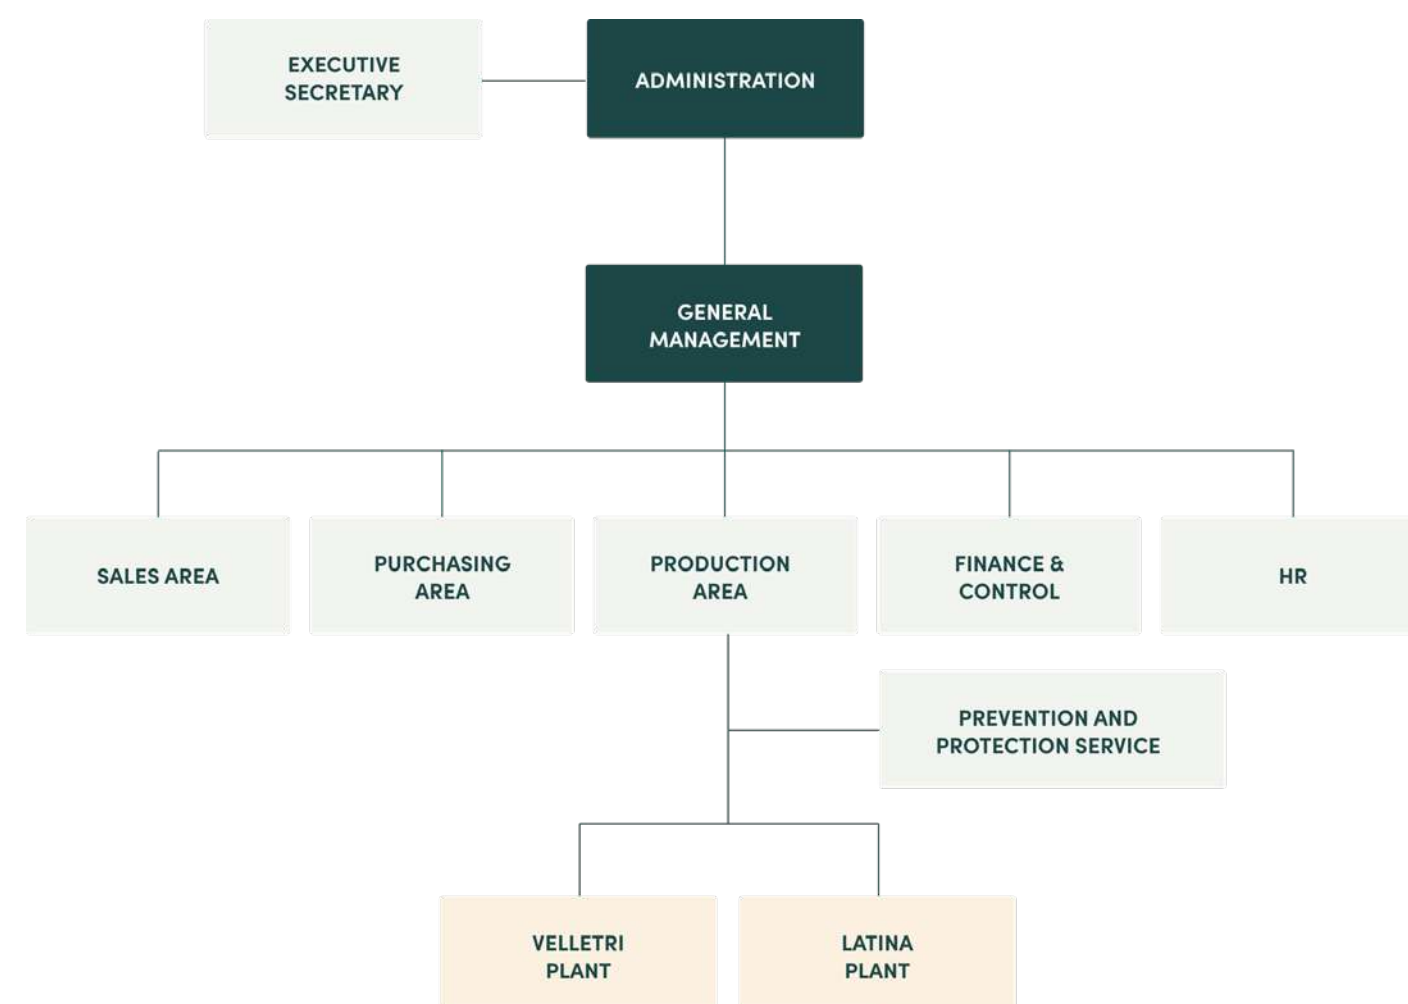 EXECUTIVE
SECRETARY
ADMINISTRATION
GENERAL
MANAGEMENT
SALES AREA
PURCHASING
AREA
PRODUCTION
AREA
FINANCE &
CONTROL
HR
PREVENTION AND
PROTECTION SERVICE
VELLETRI
PLANT
LATINA
PLANT